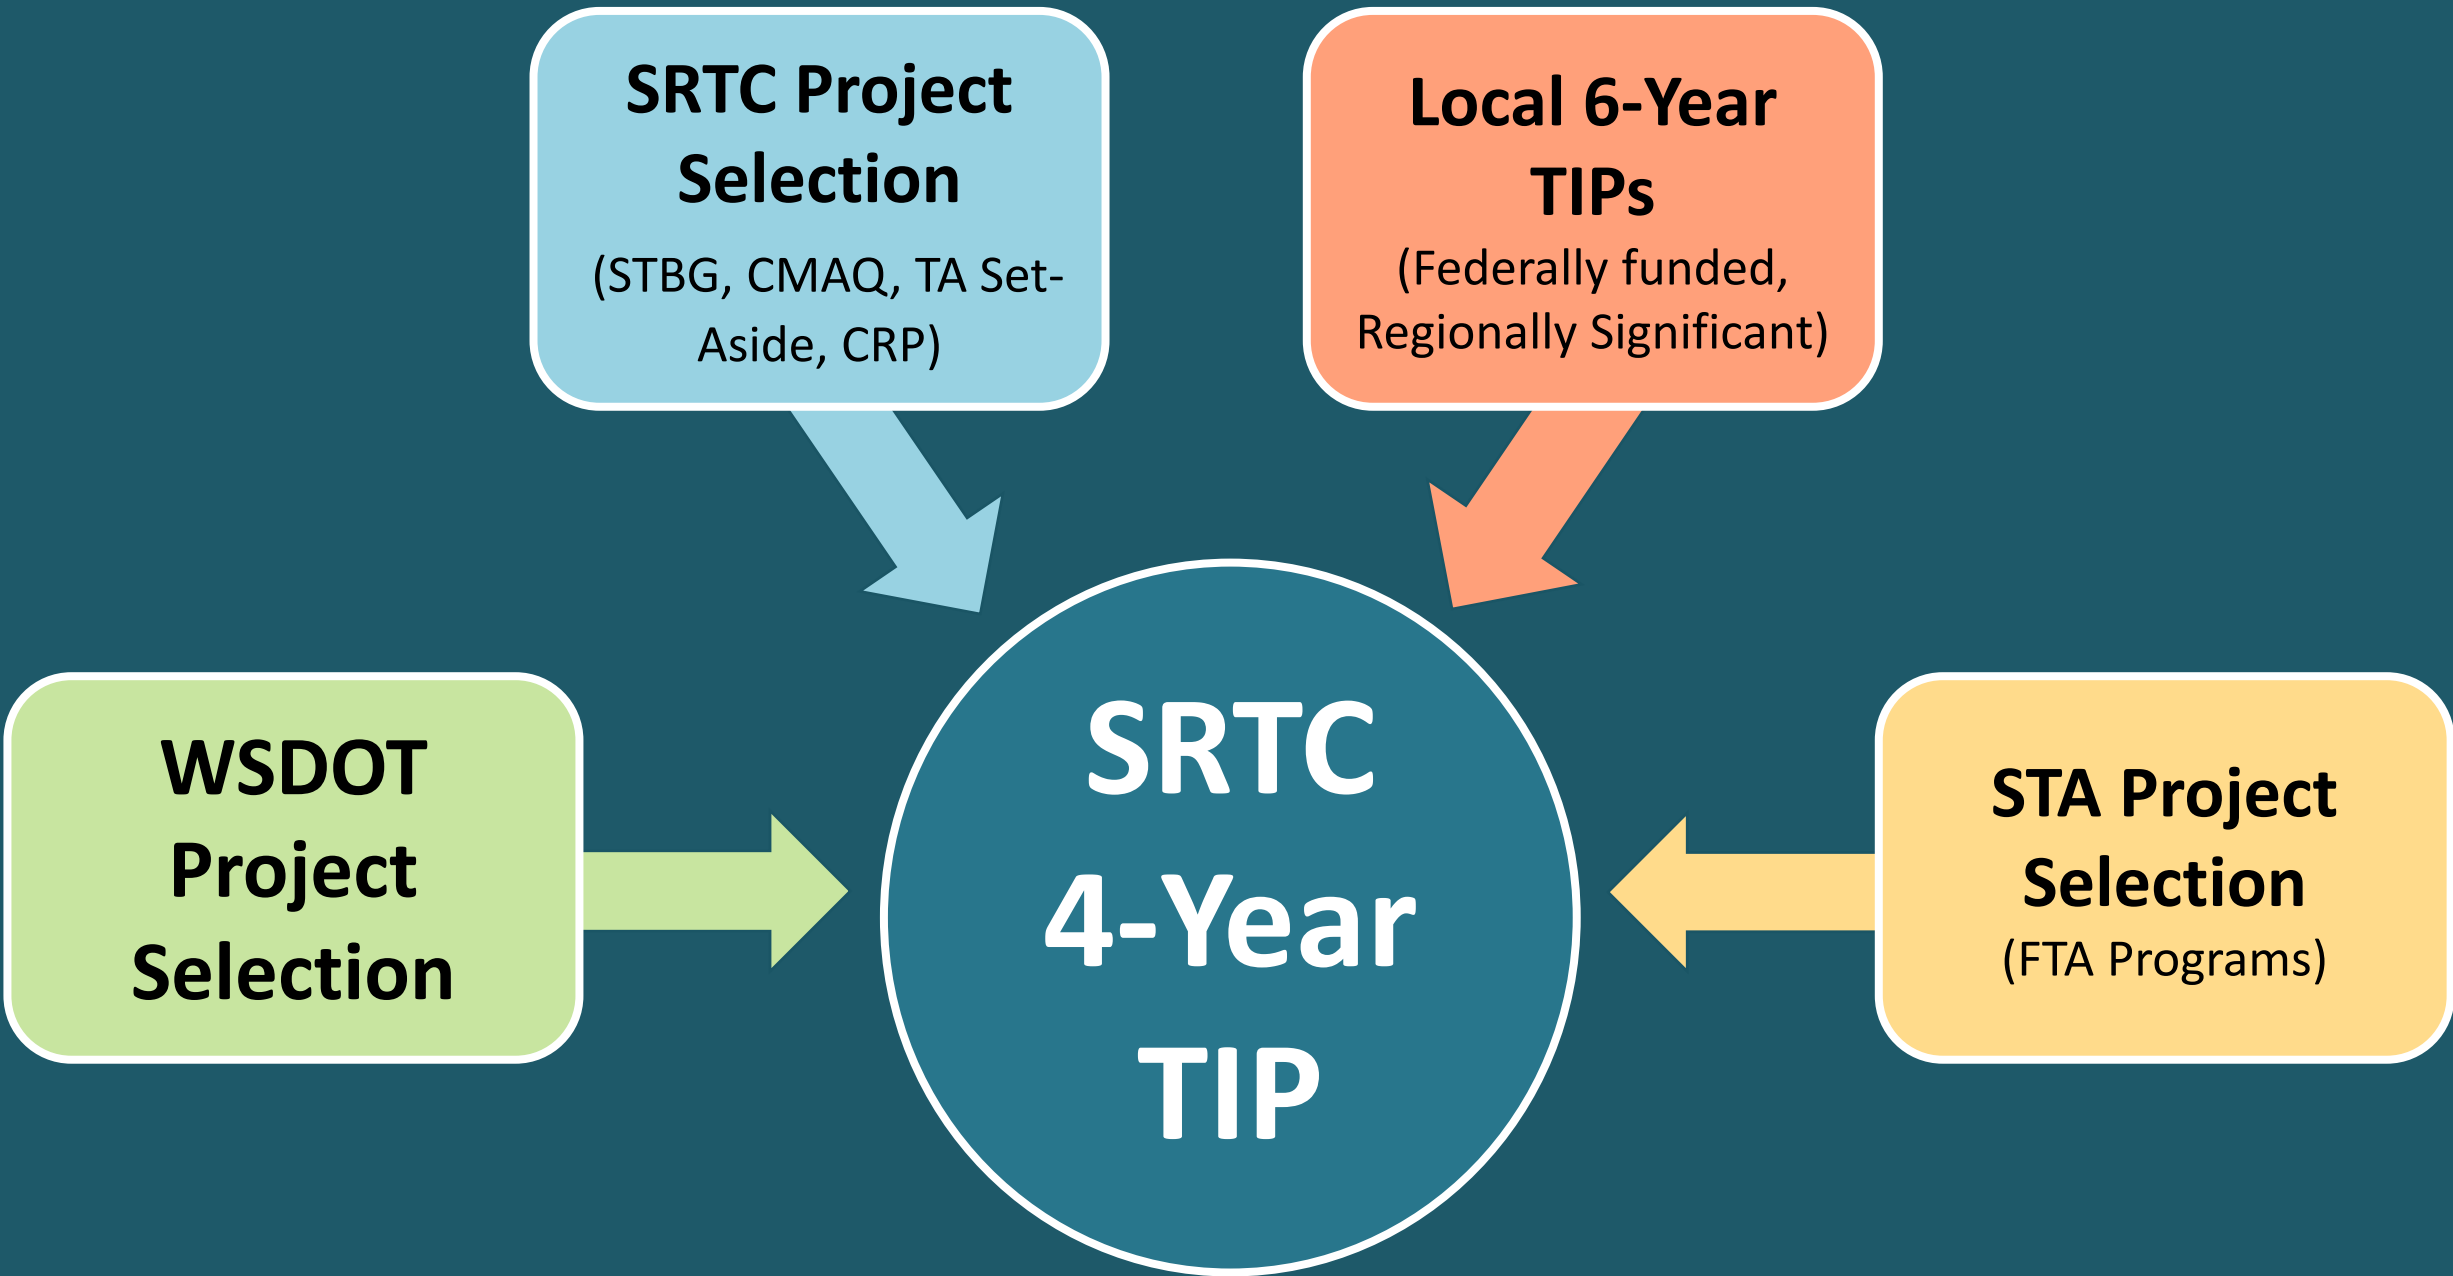 SRTC Project
Selection
(STBG, CMAQ, TA Set-
Aside, CRP)
Local 6-Year
TIPs
(Federally funded,
Regionally Significant)
WSDOT
Project
Selection
SRTC
4-Year
TIP
STA Project
Selection
(FTA Programs)